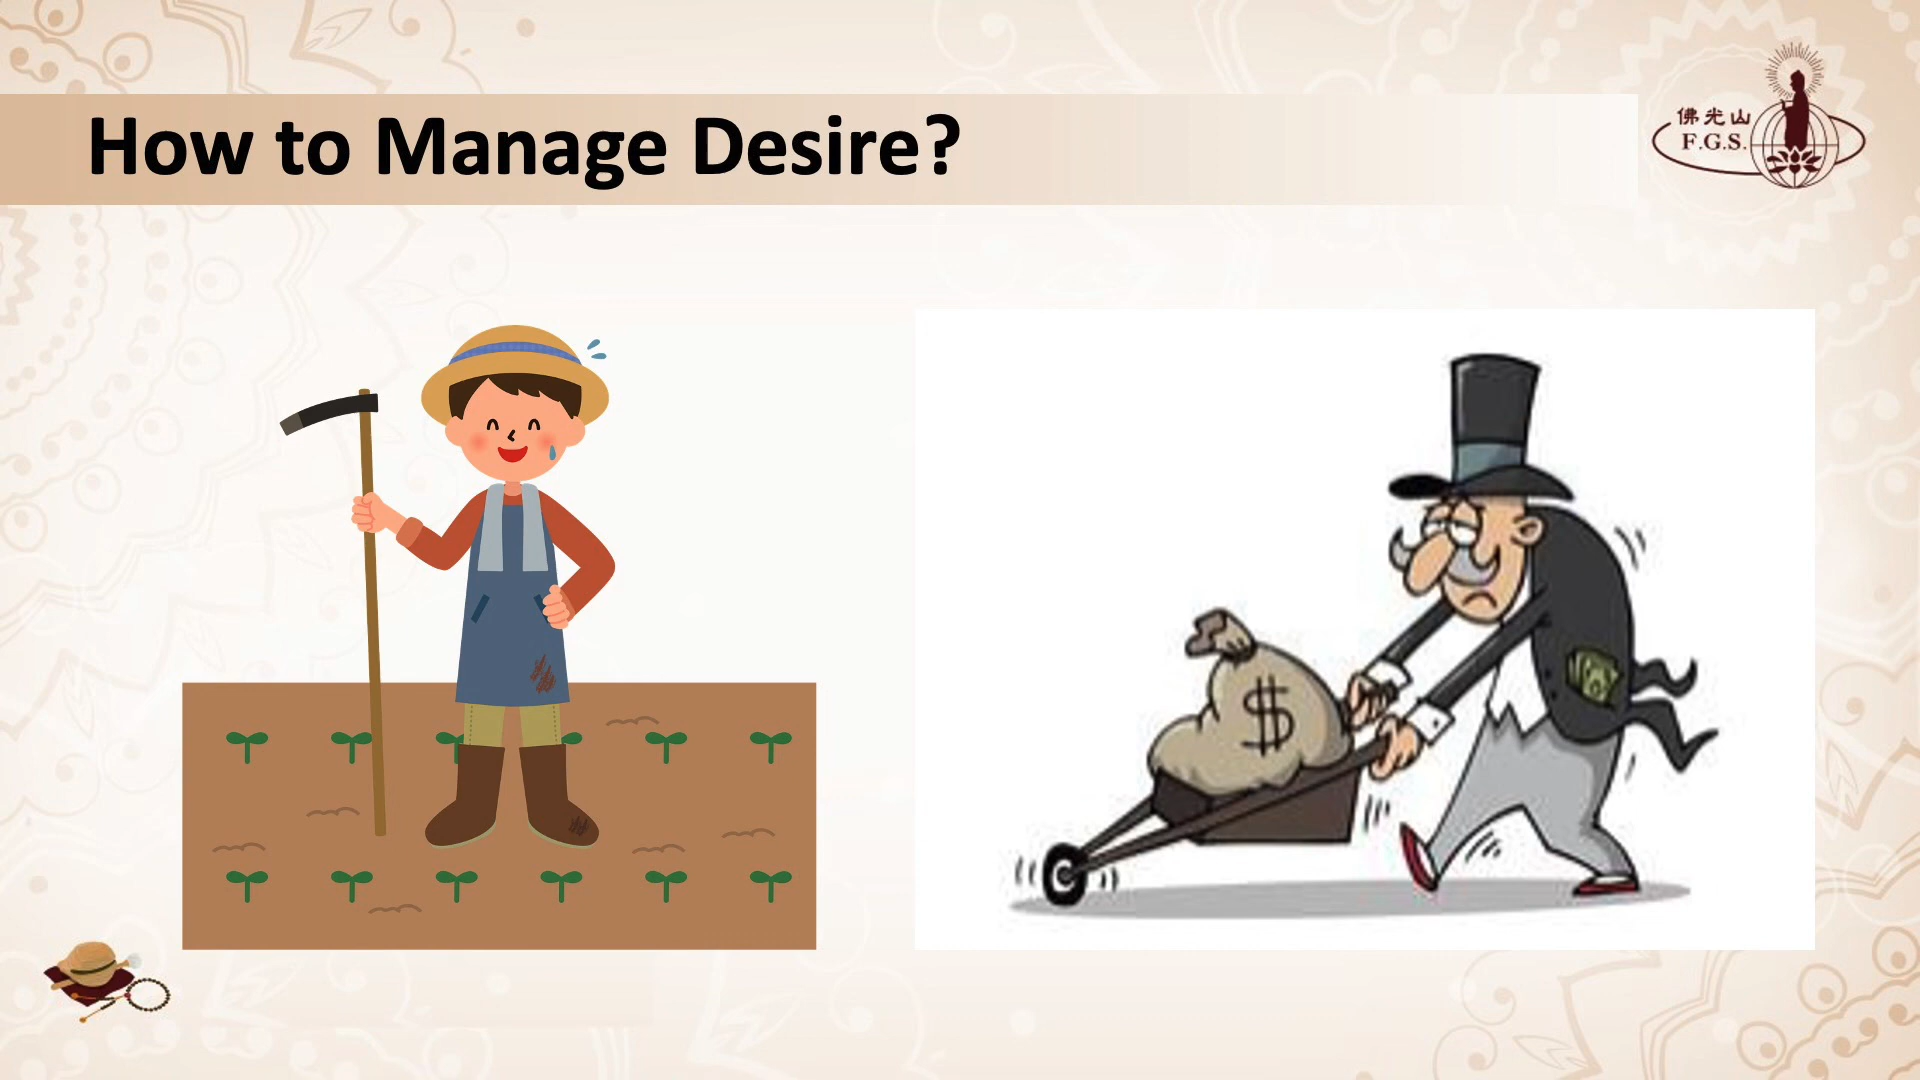 How to Manage Desire?
佛光山
F.G.S.
$